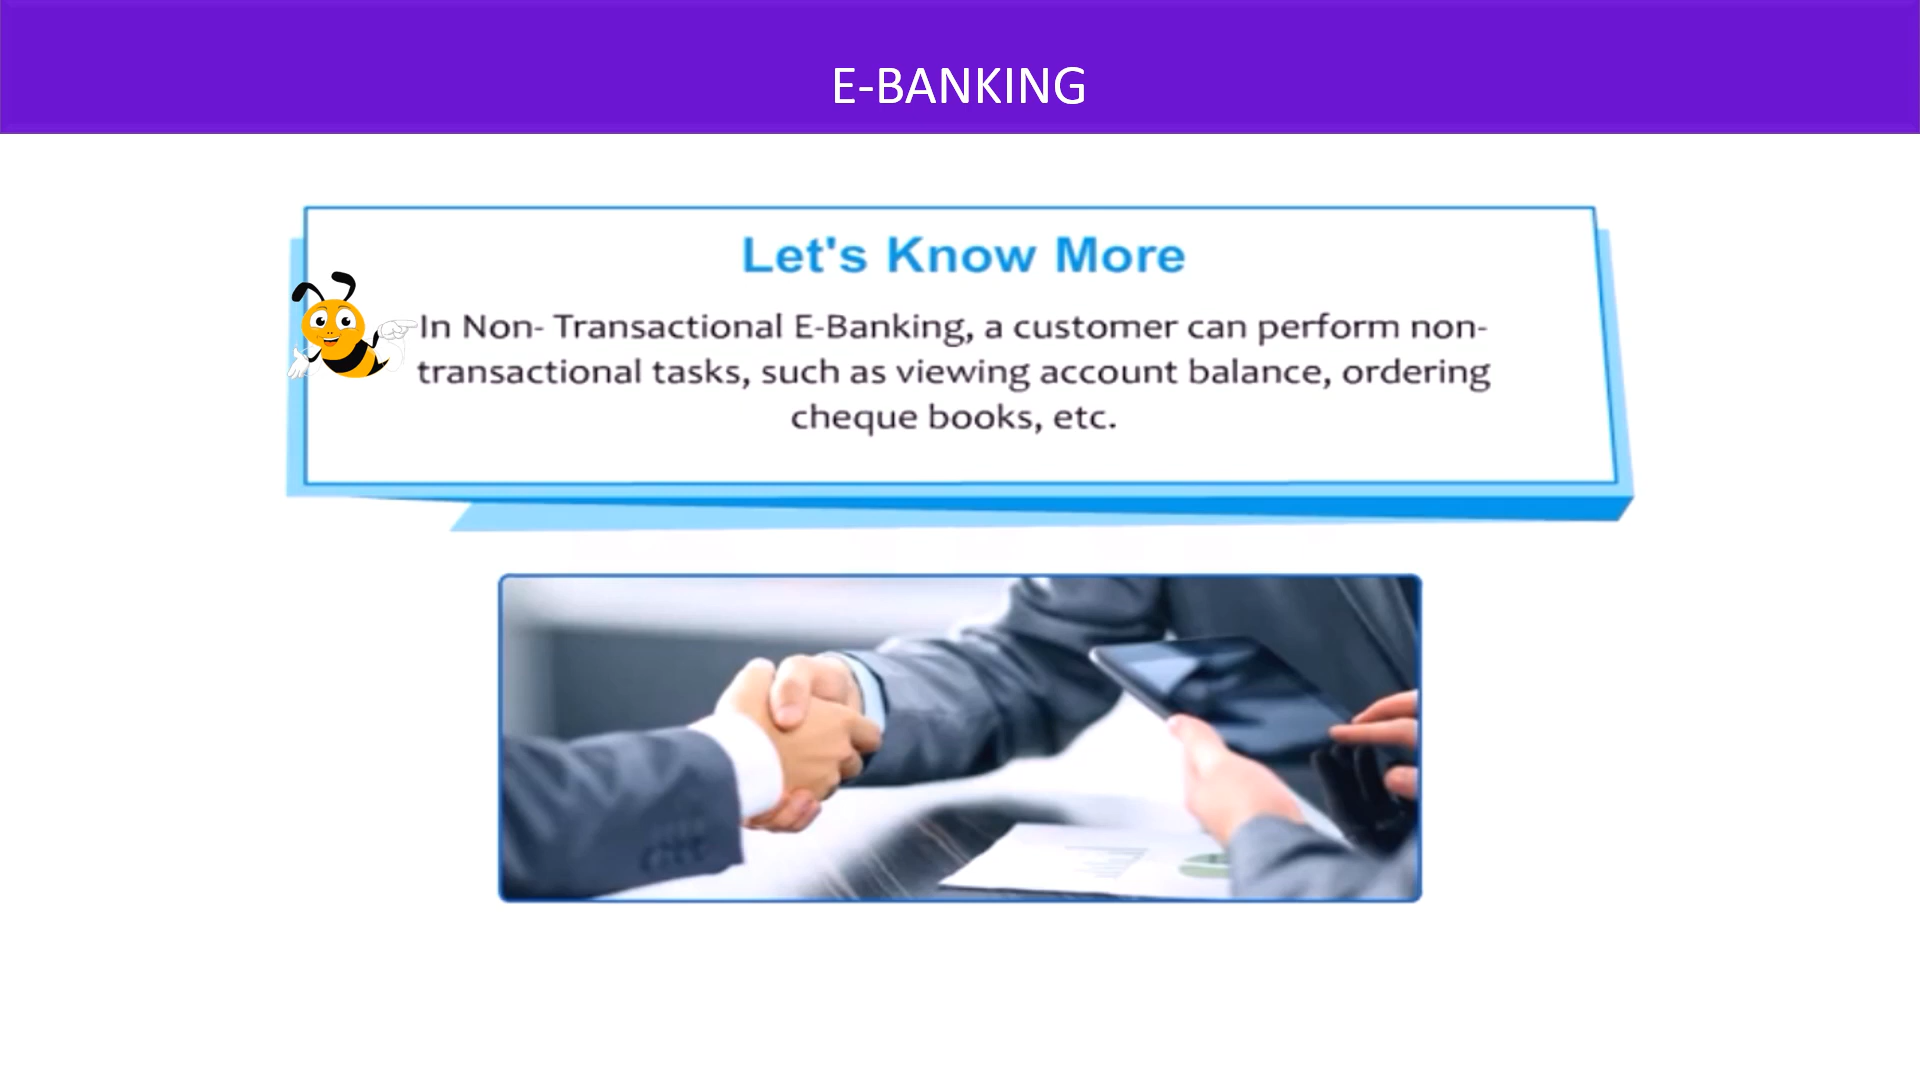 E-BANKING
Let's Know More
In Non- Transactional E-Banking, a customer can perform non-
transactional tasks, such as viewing account balance, ordering
cheque books, etc.